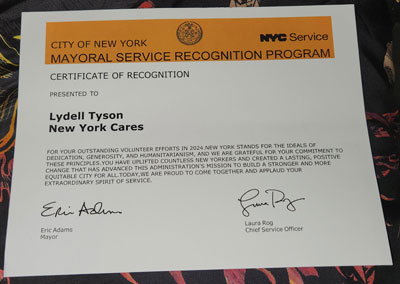 CITY OF NEW YORK
NYC Service
MAYORAL SERVICE RECOGNITION PROGRAM
CERTIFICATE OF RECOGNITION
PRESENTED TO
Lydell Tyson
New York Cares
FOR YOUR OUTSTANDING VOLUNTEER EFFORTS IN 2024.NEW YORK STANDS FOR THE IDEALS OF
DEDICATION, GENEROSITY, AND HUMANITARIANISM, AND WE ARE GRATEFUL FOR YOUR COMMITMENT TO
THESE PRINCIPLES.YOU HAVE UPLIFTED COUNTLESS NEW YORKERS AND CREATED A LASTING, POSITIVE
CHANGE THAT HAS ADVANCED THIS ADMINISTRATION'S MISSION TO BUILD A STRONGER AND MORE
EQUITABLE CITY FOR ALL.TODAY,WE ARE PROUD TO COME TOGETHER AND APPLAUD YOUR
EXTRAORDINARY SPIRIT OF SERVICE.
Eric Adams
Eric Adams
Mayor
Laura Rog
Chief Service Officer